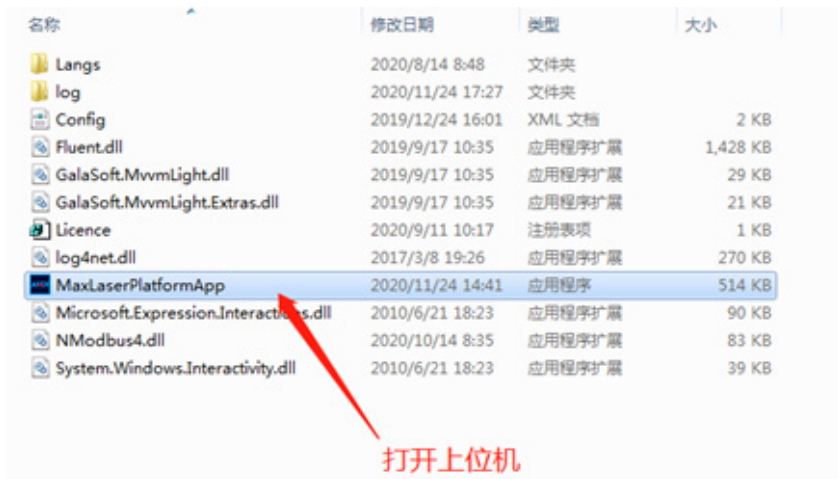 名称 修改日期 类型 大小
Langs 2020/8/14 8:48 文件夹
log 2020/11/24 17:27 文件夹
Config 2019/12/24 16:01 XML 文档 2 KB
Fluent.dll 2019/9/17 10:35 应用程序扩展 1,428 KB
GalaSoft.MvvmLight.dll 2019/9/17 10:35 应用程序扩展 29 KB
GalaSoft.MvvmLight.Extras.dll 2019/9/17 10:35 应用程序扩展 21 KB
Licence 2020/9/11 10:17 注册表项 1 KB
log4net.dll 2017/3/8 19:26 应用程序扩展 270 KB
MaxLaserPlatformApp 2020/11/24 14:41 应用程序 514 KB
2010/6/21 18:23 应用程序扩展 90 KB
NModbus4.dll 2020/10/14 8:35 应用程序扩展 83 KB
System.Windows.Interactivity.dll 2010/6/21 18:23 应用程序扩展 39 KB
打开上位机